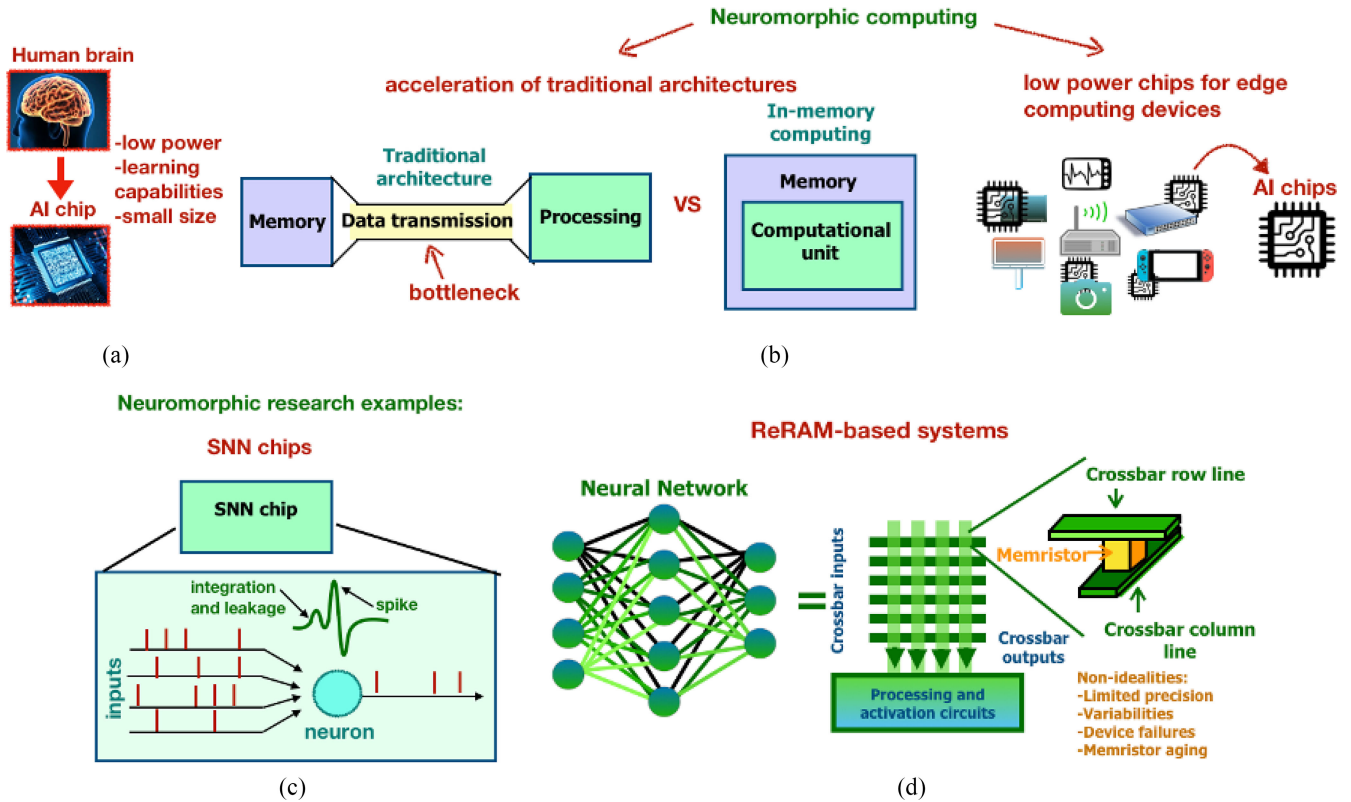 Human brain
-low power
-learning
capabilities
-small size
AI chip
(a)
Neuromorphic computing
acceleration of traditional architectures
low power chips for edge
computing devices
Traditional
architecture
Memory
Data transmission
Processing
bottleneck
VS
In-memory
computing
Memory
Computational
unit
AI chips
(b)
Neuromorphic research examples:
SNN chips
SNN chip
integration
and leakage
spike
inputs
neuron
(c)
ReRAM-based systems
Neural Network
=
Crossbar inputs
Crossbar
outputs
Processing and
activation circuits
Crossbar row line
Memristor
Crossbar column
line
Non-idealities:
-Limited precision
-Variabilities
-Device failures
-Memristor aging
(d)